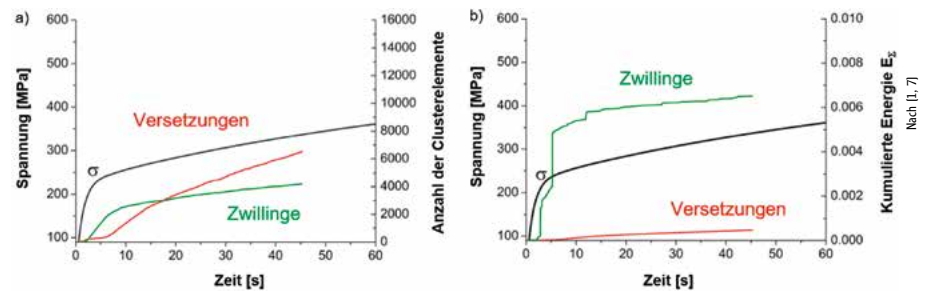 a)
Spannung [MPa]
600
500
400
300
200
100
Versetzungen
σ
Zwillinge
0
10
20
30
40
50
60
Zeit [s]
16000
14000
12000
10000
8000
6000
4000
2000
0
Anzahl der Clusterelemente
b)
Spannung [MPa]
600
500
400
300
200
100
Zwillinge
σ
Versetzungen
0
10
20
30
40
50
60
Zeit [s]
0.010
0.008
0.006
0.004
0.002
0.000
Kumulierte Energie E_Σ
Nach [1, 7]